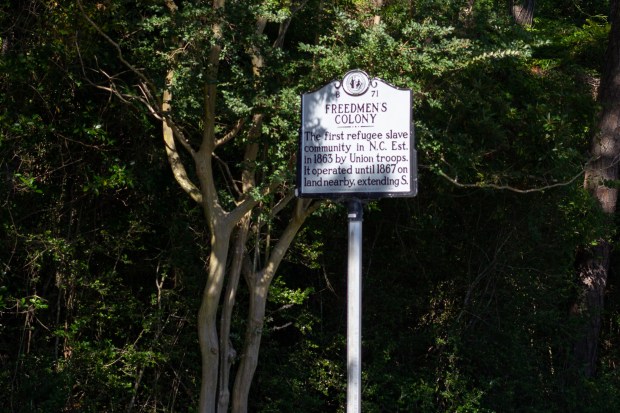 B 71
FREEDMEN'S
COLONY
The first refugee slave
community in N.C. Est.
in 1863 by Union troops.
It operated until 1867 on
land nearby, extending S.